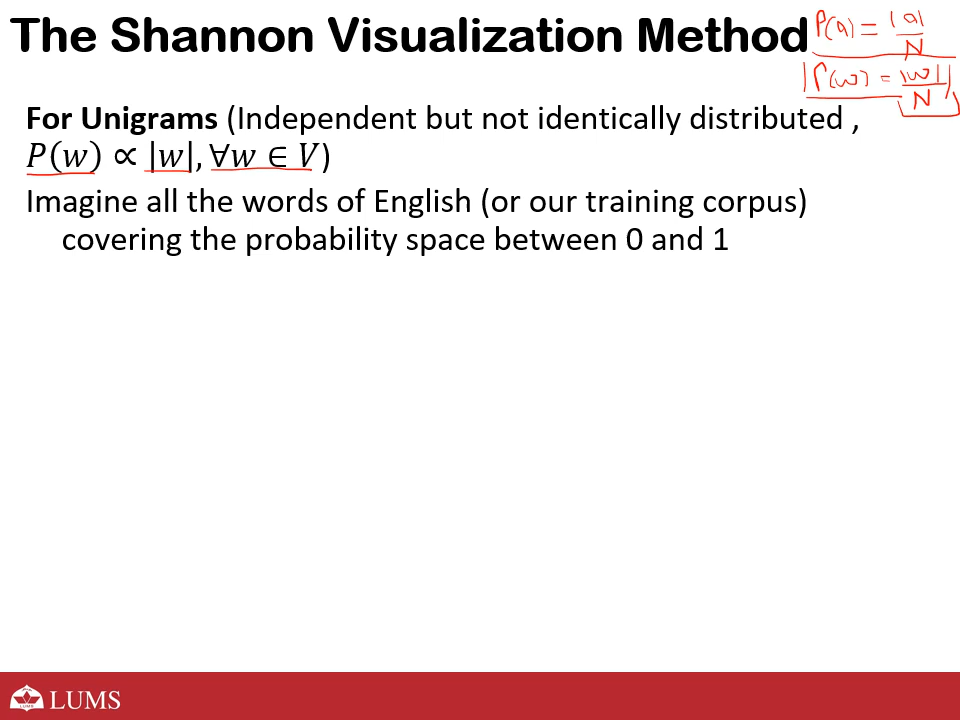 The Shannon Visualization Method
P(a) = |a| / N
P(w) = |w| / N
For Unigrams (Independent but not identically distributed ,
P(w) ∝ |w|, ∀w ∈ V)
Imagine all the words of English (or our training corpus)
covering the probability space between 0 and 1
LUMS